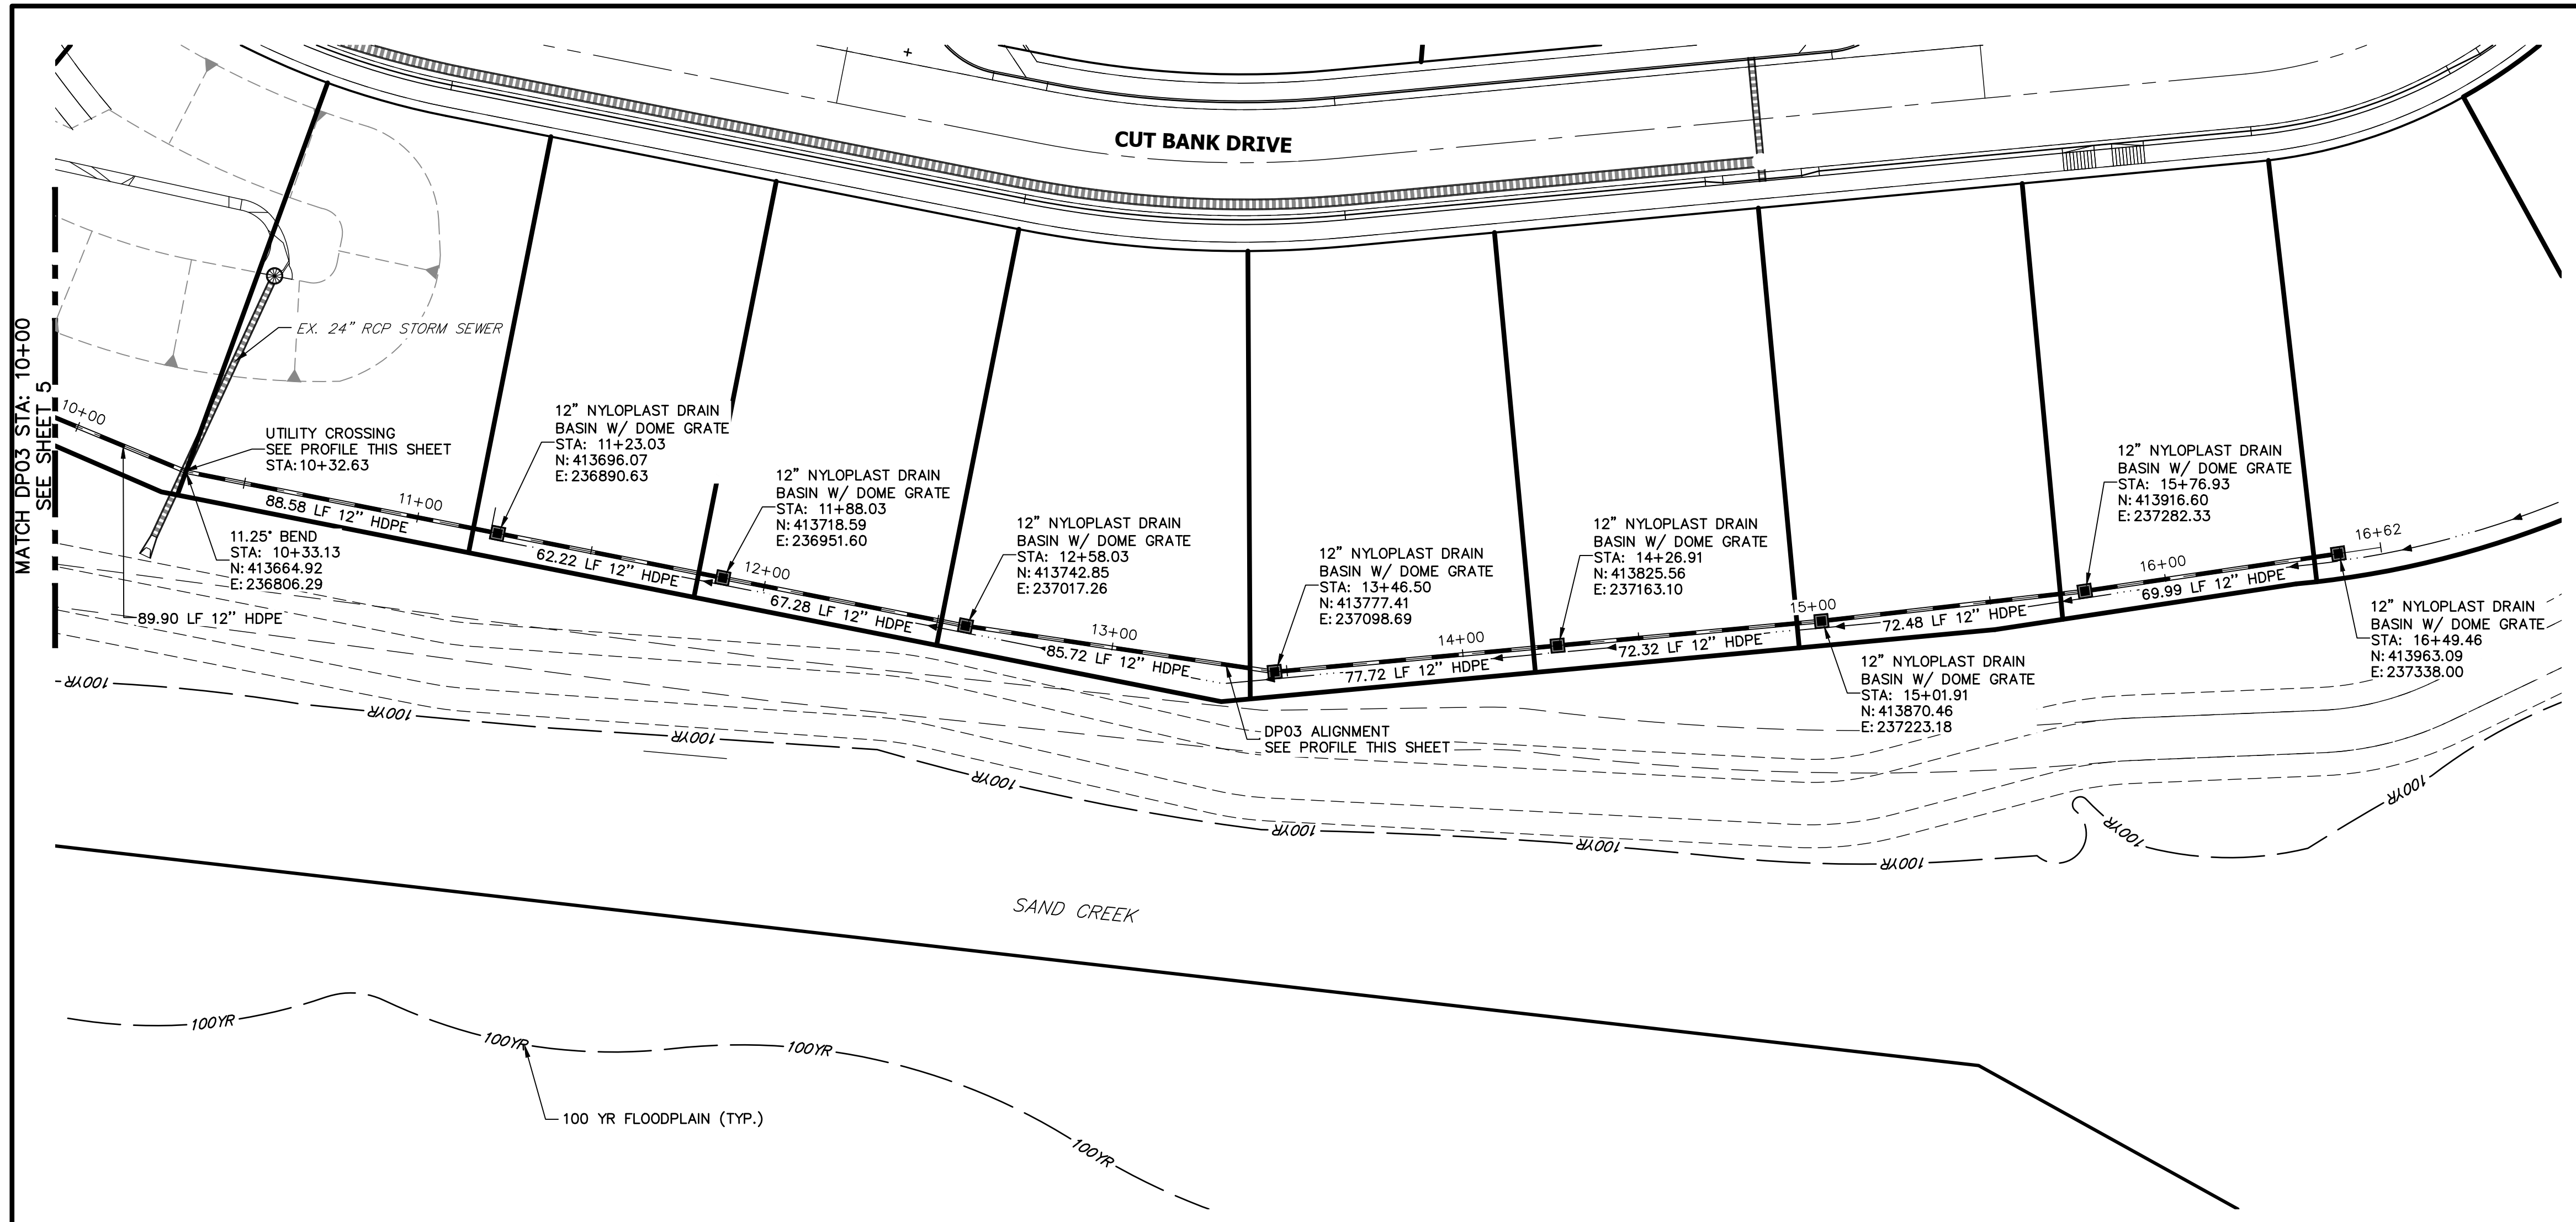 CUT BANK DRIVE
MATCH DP03 STA: 10+00
SEE SHEET 5
EX. 24" RCP STORM SEWER
10+00
UTILITY CROSSING
SEE PROFILE THIS SHEET
STA: 10+32.63
88.58 LF 12" HDPE
11+00
11.25° BEND
STA: 10+33.13
N: 413664.92
E: 236806.29
89.90 LF 12" HDPE
12" NYLOPLAST DRAIN
BASIN W/ DOME GRATE
STA: 11+23.03
N: 413696.07
E: 236890.63
62.22 LF 12" HDPE
12" NYLOPLAST DRAIN
BASIN W/ DOME GRATE
STA: 11+88.03
N: 413718.59
E: 236951.60
12+00
67.28 LF 12" HDPE
12" NYLOPLAST DRAIN
BASIN W/ DOME GRATE
STA: 12+58.03
N: 413742.85
E: 237017.26
13+00
85.72 LF 12" HDPE
12" NYLOPLAST DRAIN
BASIN W/ DOME GRATE
STA: 13+46.50
N: 413777.41
E: 237098.69
14+00
77.72 LF 12" HDPE
DP03 ALIGNMENT
SEE PROFILE THIS SHEET
12" NYLOPLAST DRAIN
BASIN W/ DOME GRATE
STA: 14+26.91
N: 413825.56
E: 237163.10
72.32 LF 12" HDPE
15+00
12" NYLOPLAST DRAIN
BASIN W/ DOME GRATE
STA: 15+01.91
N: 413870.46
E: 237223.18
72.48 LF 12" HDPE
12" NYLOPLAST DRAIN
BASIN W/ DOME GRATE
STA: 15+76.93
N: 413916.60
E: 237282.33
16+00
69.99 LF 12" HDPE
16+62
12" NYLOPLAST DRAIN
BASIN W/ DOME GRATE
STA: 16+49.46
N: 413963.09
E: 237338.00
100YR
100YR
100YR
100YR
100YR
100YR
100YR
100YR
100YR
SAND CREEK
100YR
100YR
100YR
100YR
100 YR FLOODPLAIN (TYP.)